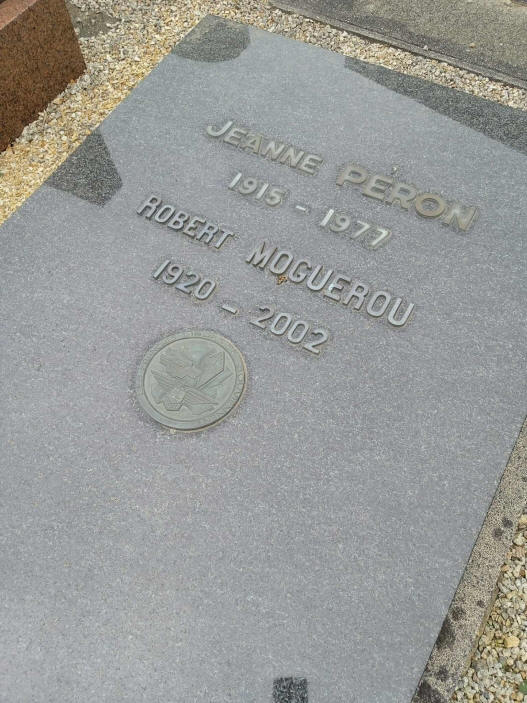 JEANNE PERON
1915 - 1977
ROBERT MOGUEROU
1920 - 2002